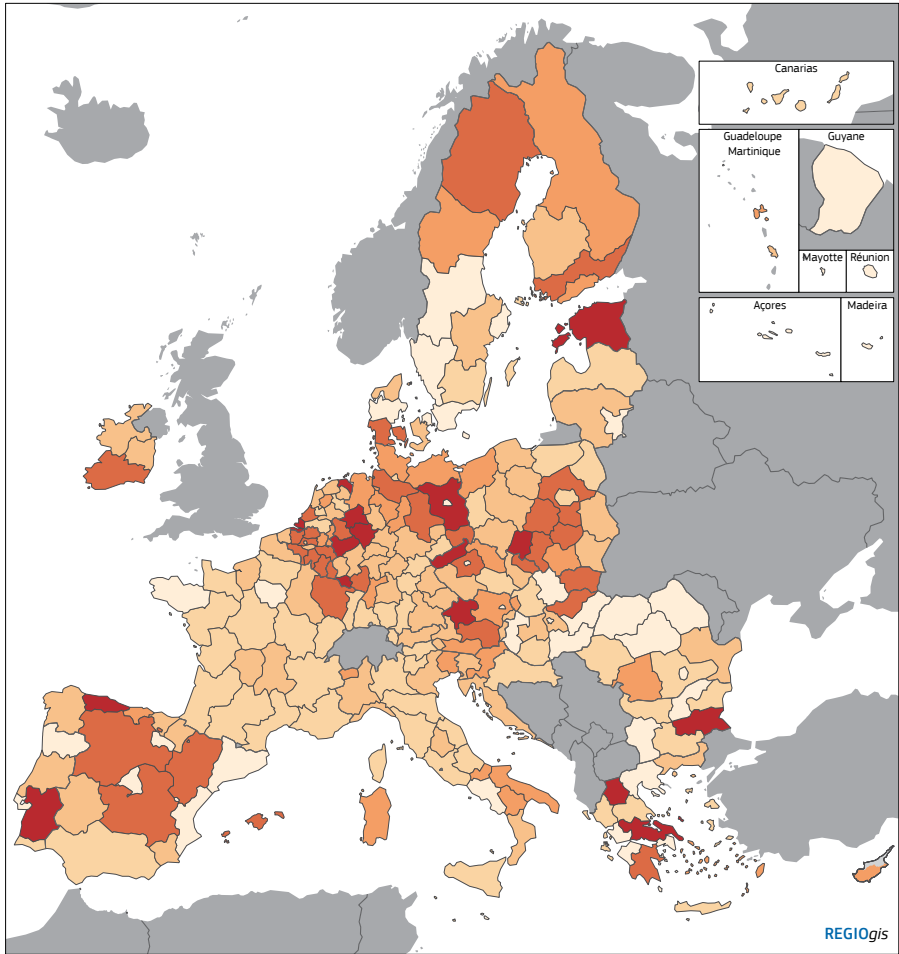 Canarias
Guadeloupe
Martinique
Guyane
Mayotte
Réunion
Açores
Madeira
REGIOgis